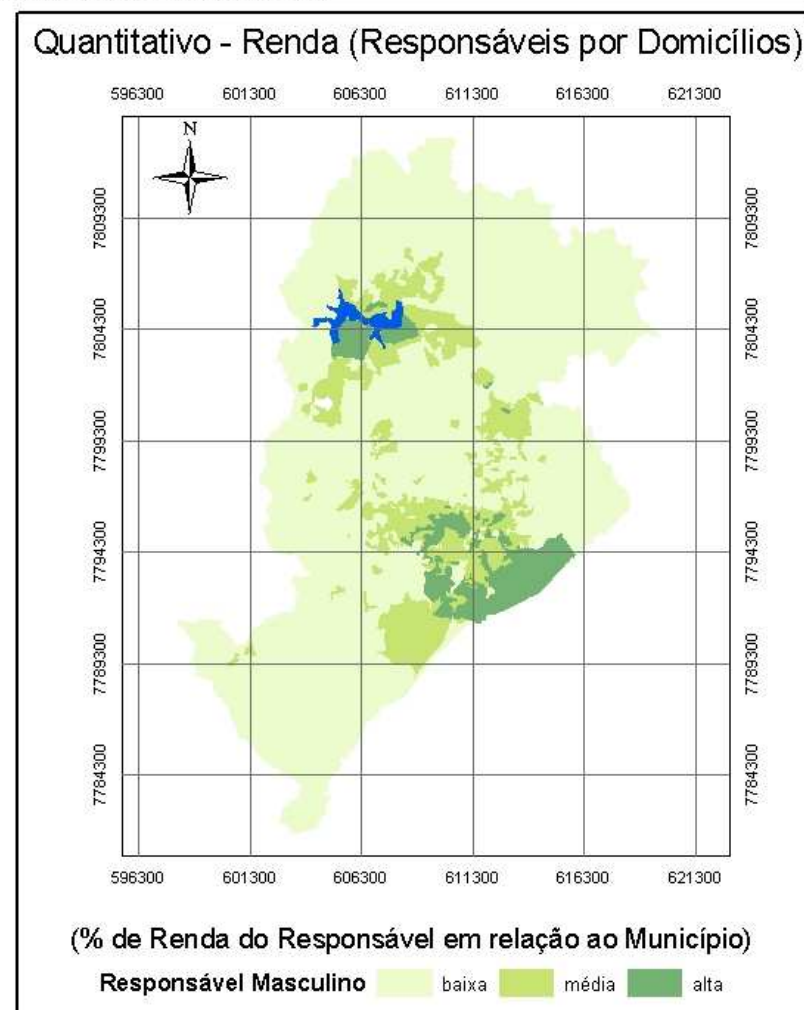 Quantitativo - Renda (Responsáveis por Domicílios)
596300 601300 606300 611300 616300 621300
N
7809300 7809300
7804300 7804300
7799300 7799300
7794300 7794300
7789300 7789300
7784300 7784300
596300 601300 606300 611300 616300 621300
(% de Renda do Responsável em relação ao Município)
Responsável Masculino baixa média alta